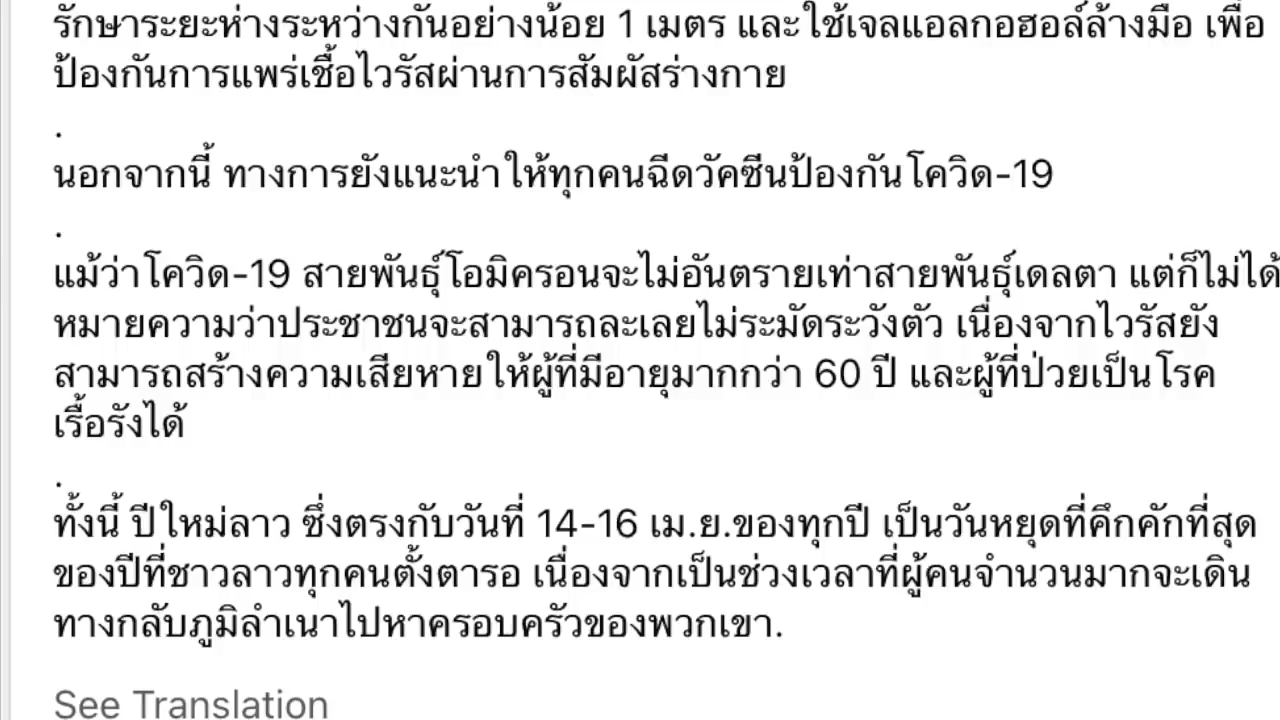 รักษาระยะห่างระหว่างกันอย่างน้อย 1 เมตร และใช้เจลแอลกอฮอล์ล้างมือ เพื่อ
ป้องกันการแพร่เชื้อไวรัสผ่านการสัมผัสร่างกาย
.
นอกจากนี้ ทางการยังแนะนำให้ทุกคนฉีดวัคซีนป้องกันโควิด-19
.
แม้ว่าโควิด-19 สายพันธุ์โอมิครอนจะไม่อันตรายเท่าสายพันธุ์เดลตา แต่ก็ไม่ได้
หมายความว่าประชาชนจะสามารถละเลยไม่ระมัดระวังตัว เนื่องจากไวรัสยัง
สามารถสร้างความเสียหายให้ผู้ที่มีอายุมากกว่า 60 ปี และผู้ที่ป่วยเป็นโรค
เรื้อรังได้
.
ทั้งนี้ ปีใหม่ลาว ซึ่งตรงกับวันที่ 14-16 เม.ย.ของทุกปี เป็นวันหยุดที่คึกคักที่สุด
ของปีที่ชาวลาวทุกคนตั้งตารอ เนื่องจากเป็นช่วงเวลาที่ผู้คนจำนวนมากจะเดิน
ทางกลับภูมิลำเนาไปหาครอบครัวของพวกเขา.
See Translation